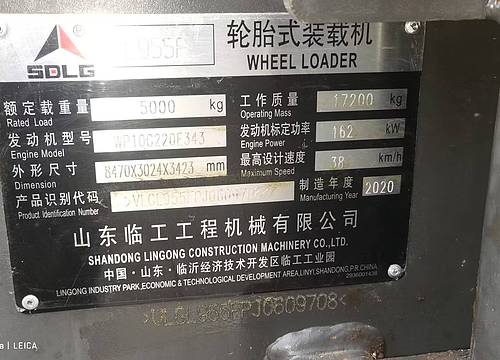 SDLG
L955F
轮胎式装载机
WHEEL LOADER
额定载重量 5000 kg
Rated Load
工作质量 17200 kg
Operating Mass
发动机型号 WP10G220E343
Engine Model
发动机标定功率 162 kW
Engine Power
外形尺寸 8470X3024X3423 mm
Dimension
最高设计速度 38 km/h
Maximum Speed
产品识别代码
Product Identification Number
制造年度 2020
Manufacturing Year
山东临工工程机械有限公司
SHANDONG LINGONG CONSTRUCTION MACHINERY CO.,LTD.
中国·山东·临沂经济技术开发区临工工业园
LINGONG INDUSTRY PARK,ECONOMIC & TECHNOLOGICAL DEVELOPMENT AREA,LINYI,SHANDONG,P.R.CHINA
2936001438
| LEICA